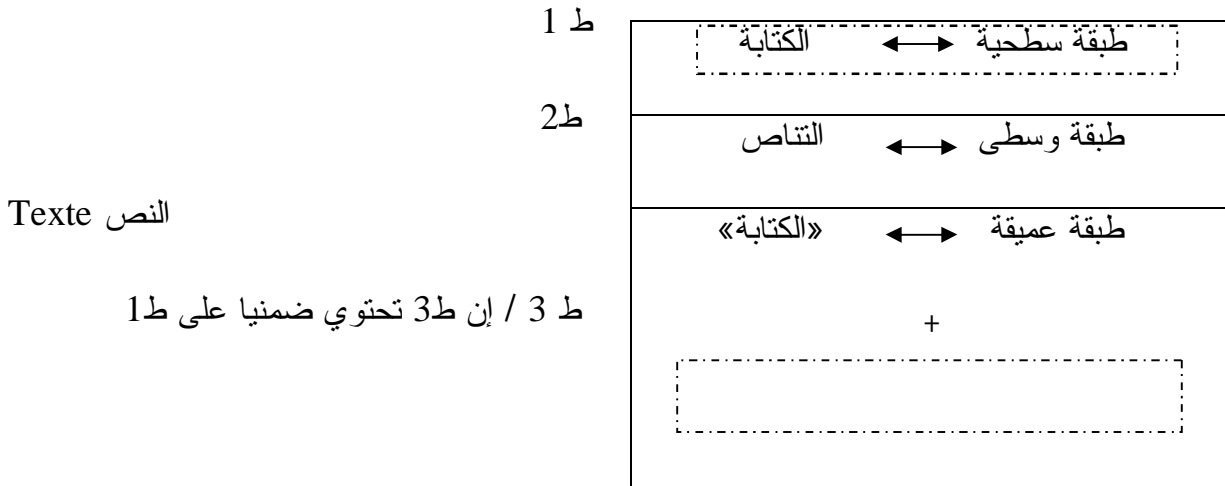 ط 1
طبقة سطحية ⟷ الكتابة
ط2
طبقة وسطى ⟷ التناص
النص Texte
طبقة عميقة ⟷ «الكتابة»
ط 3 / إن ط3 تحتوي ضمنيا على ط1
+